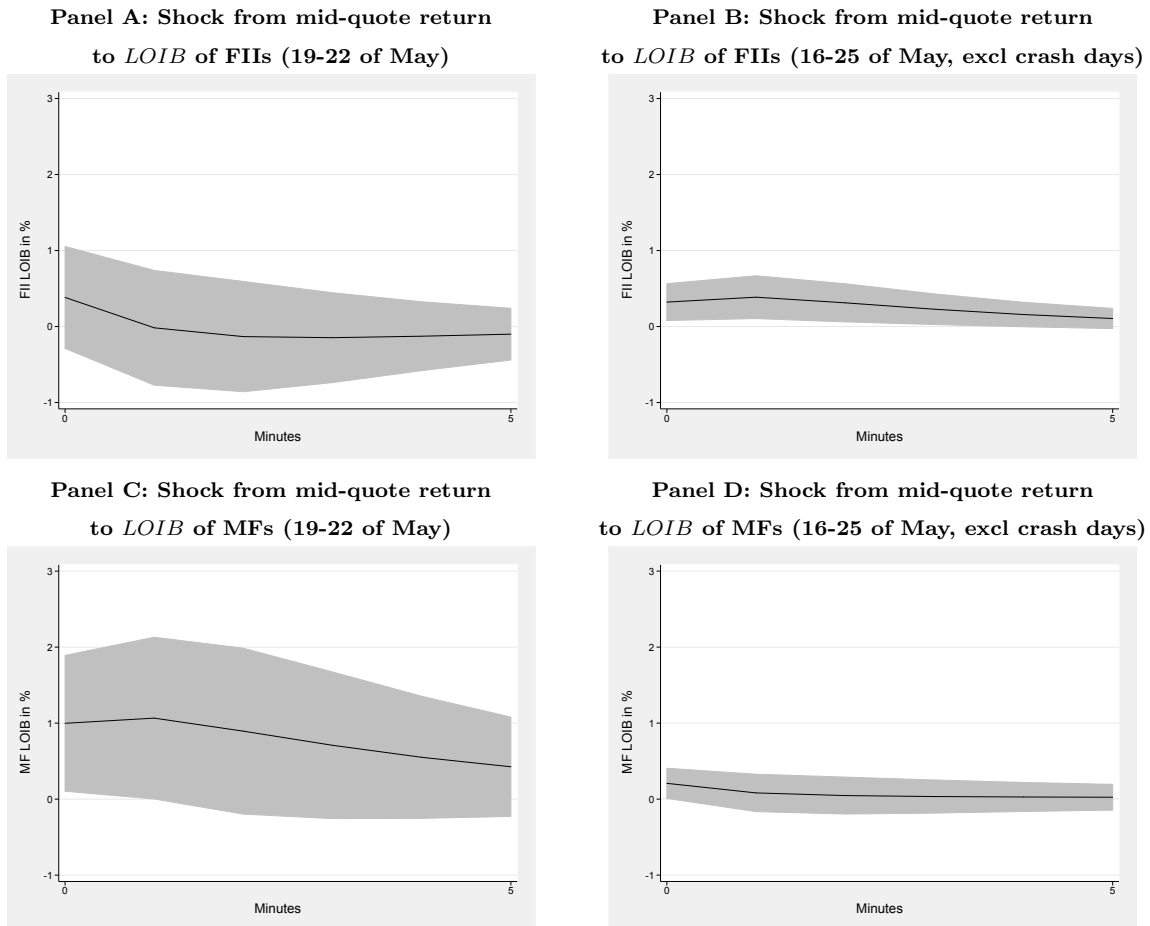 Panel A: Shock from mid-quote return
to LOIB of FIIs (19-22 of May)
3
2
1
0
-1
FII LOIB in %
0
5
Minutes
Panel B: Shock from mid-quote return
to LOIB of FIIs (16-25 of May, excl crash days)
3
2
1
0
-1
FII LOIB in %
0
5
Minutes
Panel C: Shock from mid-quote return
to LOIB of MFs (19-22 of May)
3
2
1
0
-1
MF LOIB in %
0
5
Minutes
Panel D: Shock from mid-quote return
to LOIB of MFs (16-25 of May, excl crash days)
3
2
1
0
-1
MF LOIB in %
0
5
Minutes